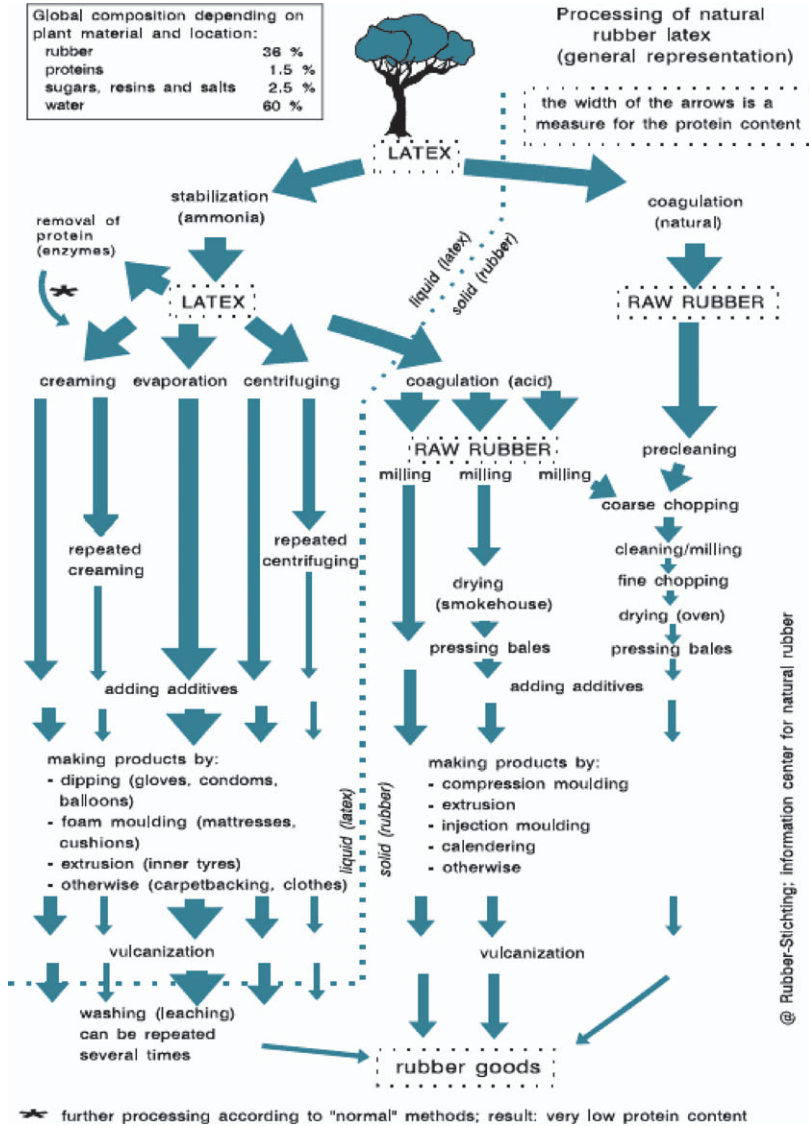 Global composition depending on
plant material and location:
rubber 36 %
proteins 1.5 %
sugars, resins and salts 2.5 %
water 60 %
Processing of natural
rubber latex
(general representation)
the width of the arrows is a
measure for the protein content
LATEX
stabilization
(ammonia)
coagulation
(natural)
removal of
protein
(enzymes)
liquid (latex)
solid (rubber)
LATEX
RAW RUBBER
creaming evaporation centrifuging
coagulation (acid)
RAW RUBBER
milling milling milling
precleaning
coarse chopping
repeated
creaming
repeated
centrifuging
cleaning/milling
fine chopping
drying
(smokehouse)
drying (oven)
pressing bales
pressing bales
adding additives
adding additives
making products by:
- dipping (gloves, condoms,
balloons)
- foam moulding (mattresses,
cushions)
- extrusion (inner tyres)
- otherwise (carpetbacking, clothes)
liquid (latex)
solid (rubber)
making products by:
- compression moulding
- extrusion
- injection moulding
- calendering
- otherwise
vulcanization
vulcanization
washing (leaching)
can be repeated
several times
rubber goods
@ Rubber-Stichting; information center for natural rubber
further processing according to "normal" methods; result: very low protein content